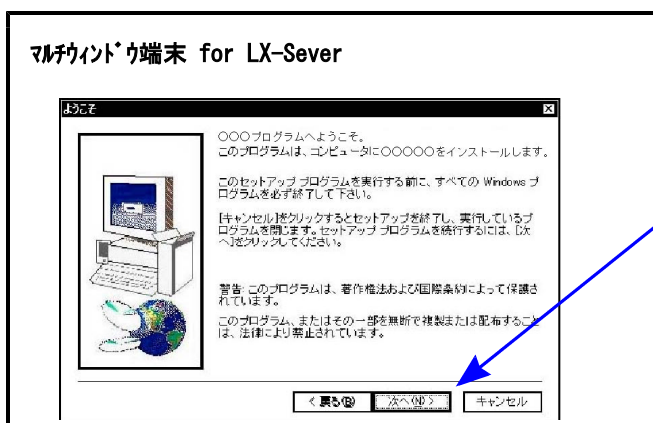 ﾏﾙﾁｳｨﾝﾄﾞｳ端末 for LX-Sever
ようこそ
○○○プログラムへようこそ。
このプログラムは、コンピュータに○○○○○をインストールします。
このセットアップ プログラムを実行する前に、すべての Windows プ
ログラムを必ず終了して下さい。
[キャンセル]をクリックするとセットアップを終了し、実行しているプ
ログラムを閉じます。セットアップ プログラムを続行するには、[次
へ]をクリックしてください。
警告: このプログラムは、著作権法および国際条約によって保護さ
れています。
このプログラム、またはその一部を無断で複製または配布すること
は、法律により禁止されています。
< 戻る(B) 次へ(N) > キャンセル